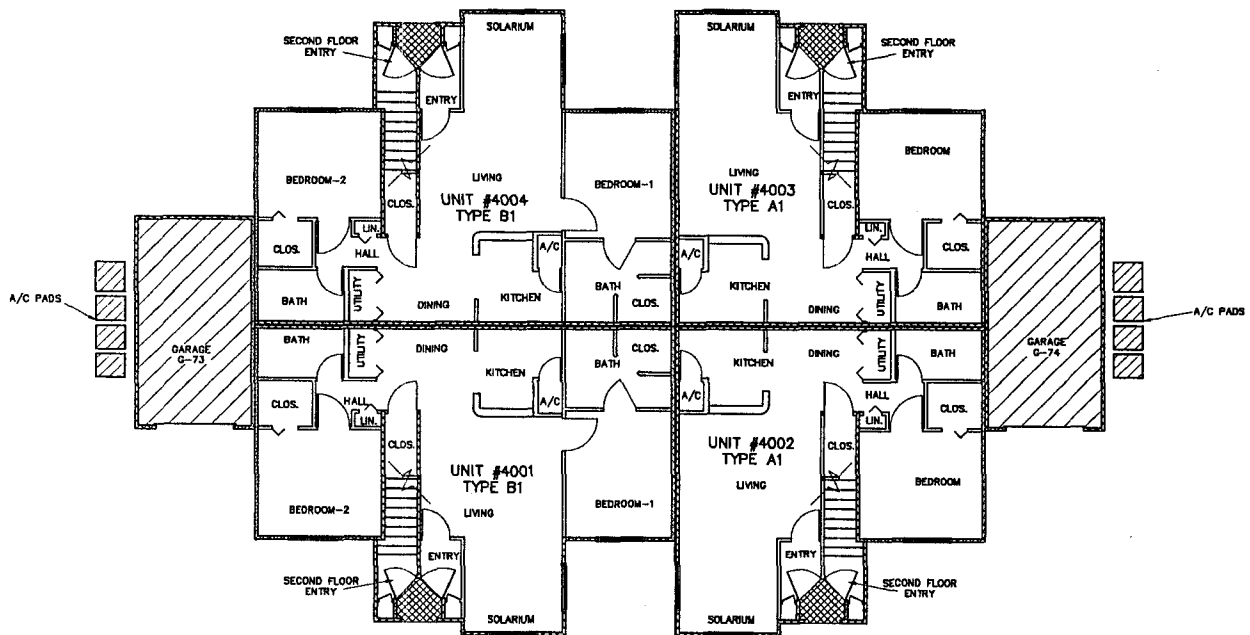 SOLARIUM
SOLARIUM
SECOND FLOOR
ENTRY
SECOND FLOOR
ENTRY
ENTRY
ENTRY
BEDROOM-2
LIVING
BEDROOM-1
LIVING
BEDROOM
UNIT #4004
TYPE B1
UNIT #4003
TYPE A1
CLOS.
CLOS.
LIN.
LIN.
CLOS.
HALL
A/C
A/C
HALL
CLOS.
A/C PADS
BATH
UTILITY
DINING
KITCHEN
BATH
CLOS.
KITCHEN
DINING
UTILITY
BATH
A/C PADS
GARAGE
G-73
BATH
UTILITY
DINING
KITCHEN
BATH
CLOS.
KITCHEN
DINING
UTILITY
BATH
GARAGE
G-74
CLOS.
HALL
LIN.
A/C
A/C
HALL
LIN.
CLOS.
CLOS.
CLOS.
UNIT #4001
TYPE B1
UNIT #4002
TYPE A1
BEDROOM-2
LIVING
BEDROOM-1
LIVING
BEDROOM
ENTRY
ENTRY
SECOND FLOOR
ENTRY
SECOND FLOOR
ENTRY
SOLARIUM
SOLARIUM